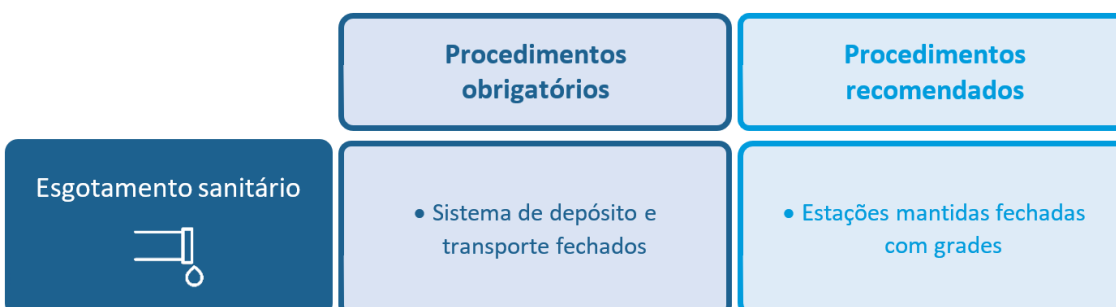 Procedimentos
obrigatórios
Procedimentos
recomendados
Esgotamento sanitário
• Sistema de depósito e
transporte fechados
• Estações mantidas fechadas
com grades